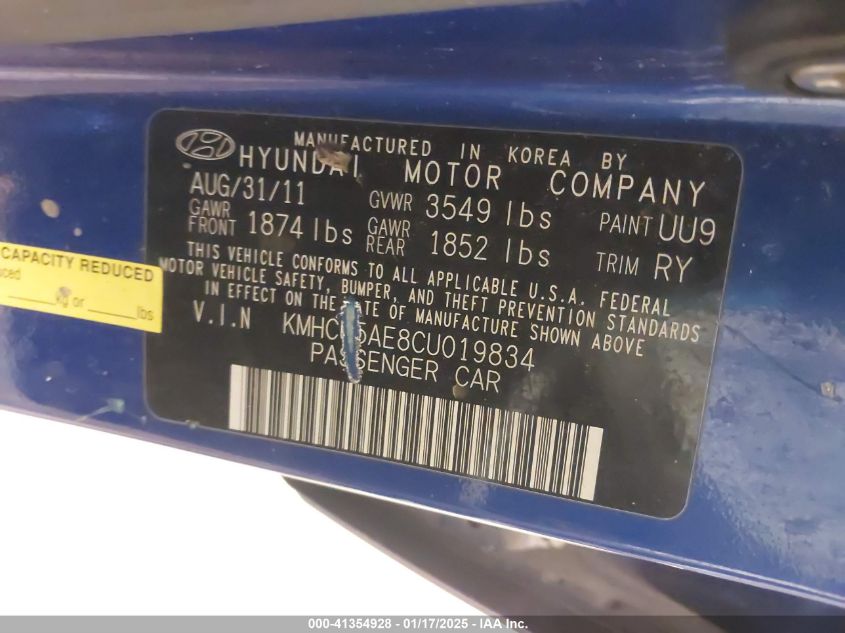 MANUFACTURED IN KOREA BY
HYUNDAI MOTOR COMPANY
AUG/31/11 GVWR 3549 lbs PAINT UU9
GAWR FRONT 1874 lbs GAWR REAR 1852 lbs TRIM RY
THIS VEHICLE CONFORMS TO ALL APPLICABLE U.S.A. FEDERAL
MOTOR VEHICLE SAFETY, BUMPER, AND THEFT PREVENTION STANDARDS
IN EFFECT ON THE DATE OF MANUFACTURE SHOWN ABOVE
V.I.N
PASSENGER CAR
CAPACITY REDUCED
kg or lbs
000-41354928 - 01/17/2025 - IAA Inc.